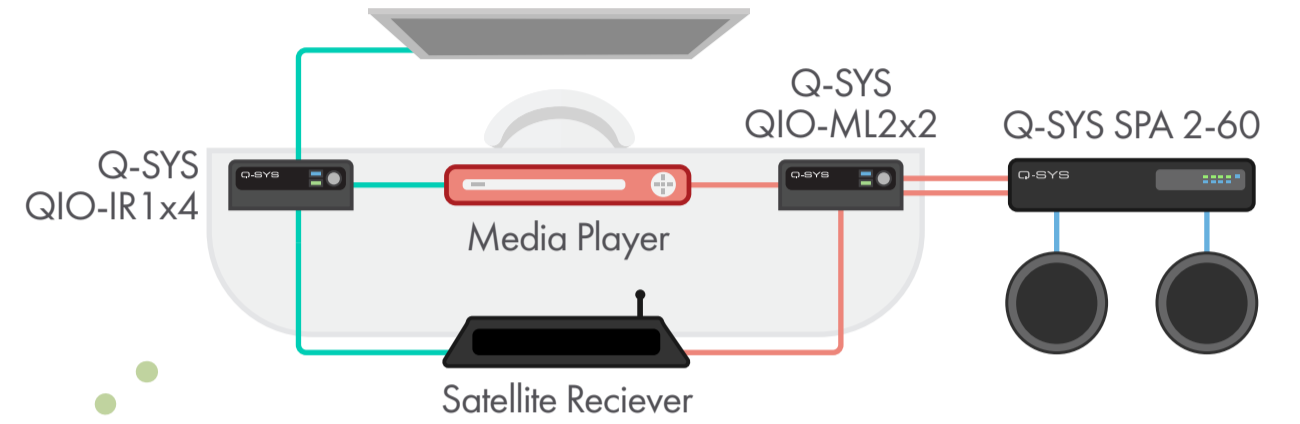 Q-SYS
QIO-ML2x2
Q-SYS SPA 2-60
Q-SYS
QIO-IR1x4
Q-SYS
Q-SYS
Q-SYS
Media Player
Satellite Reciever